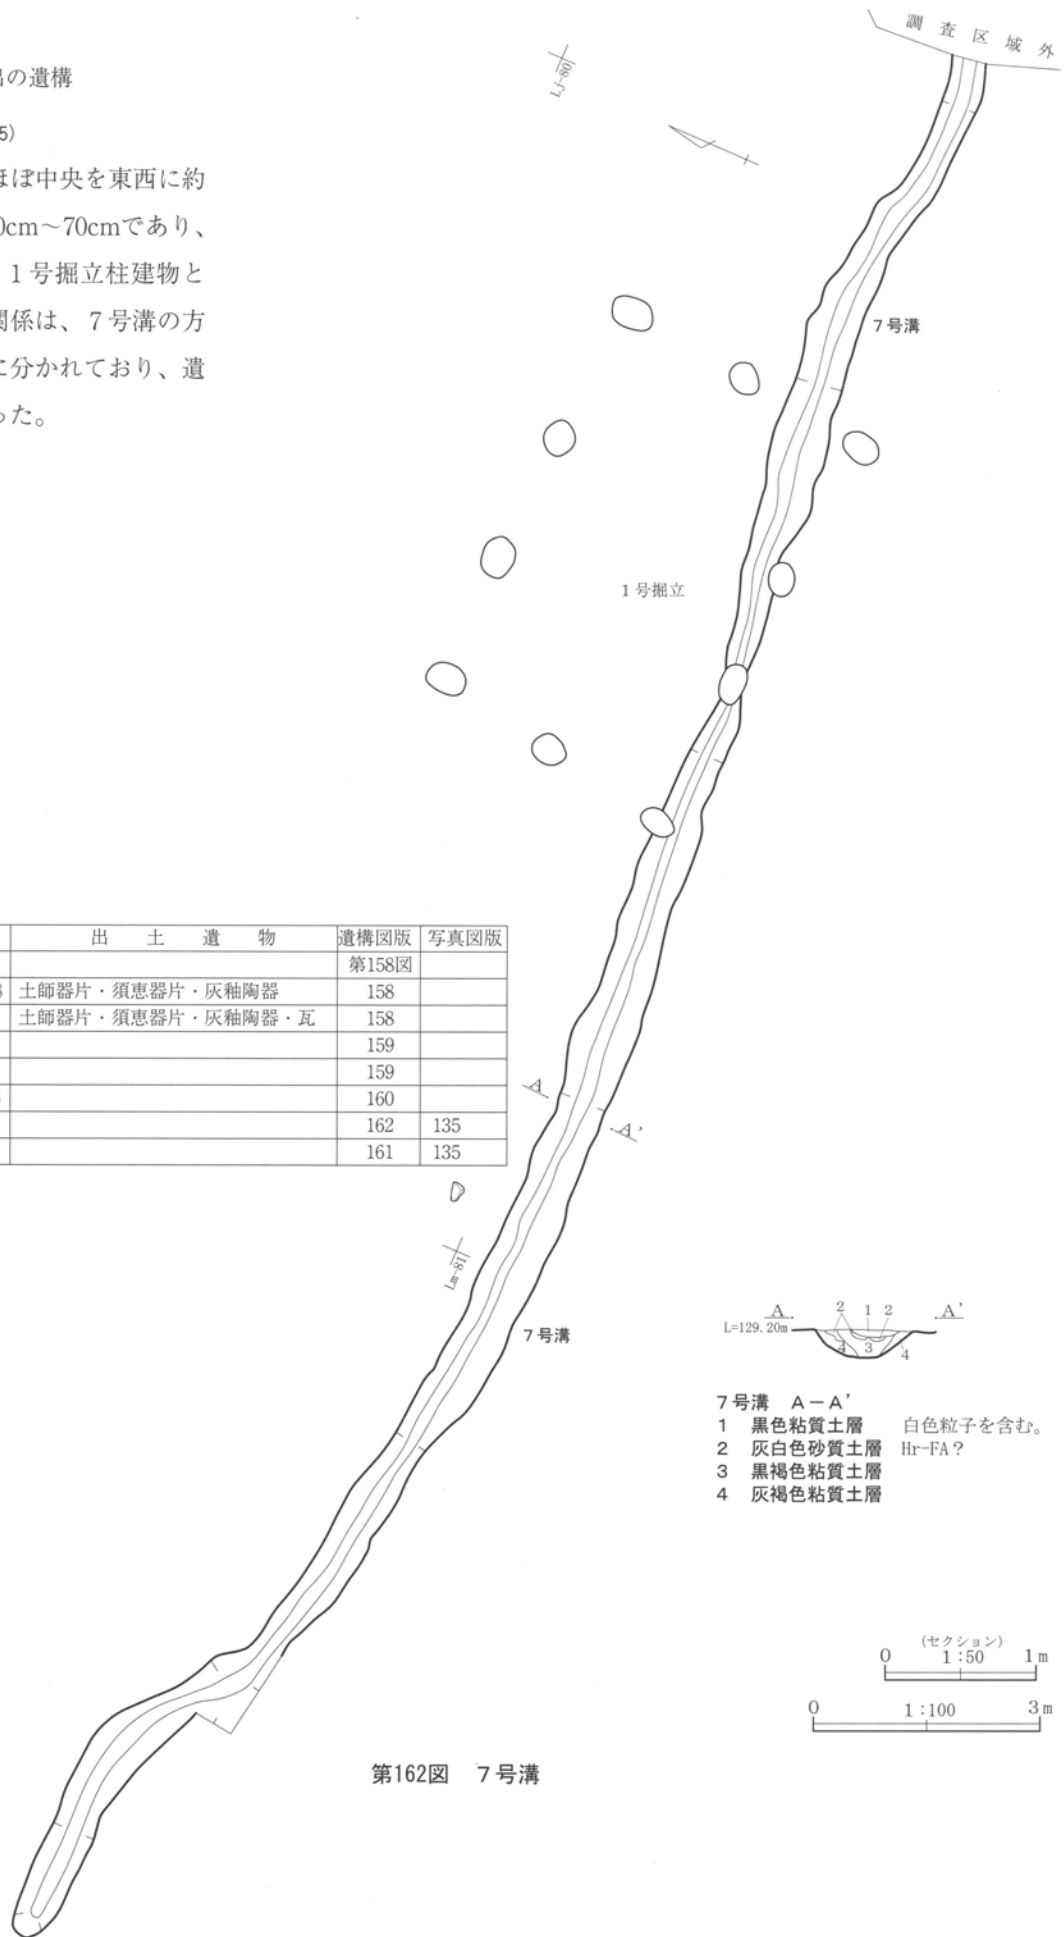 出の遺構
5)
ほぼ中央を東西に約
0cm～70cmであり、
1号掘立柱建物と
関係は、7号溝の方
に分かれており、遺
った。
調査区域外
Lj-80
7号溝
1号掘立
出土遺物 遺構図版 写真図版
第158図
土師器片・須恵器片・灰釉陶器 158
土師器片・須恵器片・灰釉陶器・瓦 158
159
159
160
162 135
161 135
A
A'
Lm-81
7号溝
A A'
L=129.20m
2 1 2
4 3 4
7号溝 A－A'
1 黒色粘質土層 白色粒子を含む。
2 灰白色砂質土層 Hr-FA？
3 黒褐色粘質土層
4 灰褐色粘質土層
(セクション)
0 1:50 1m
0 1:100 3m
第162図 7号溝